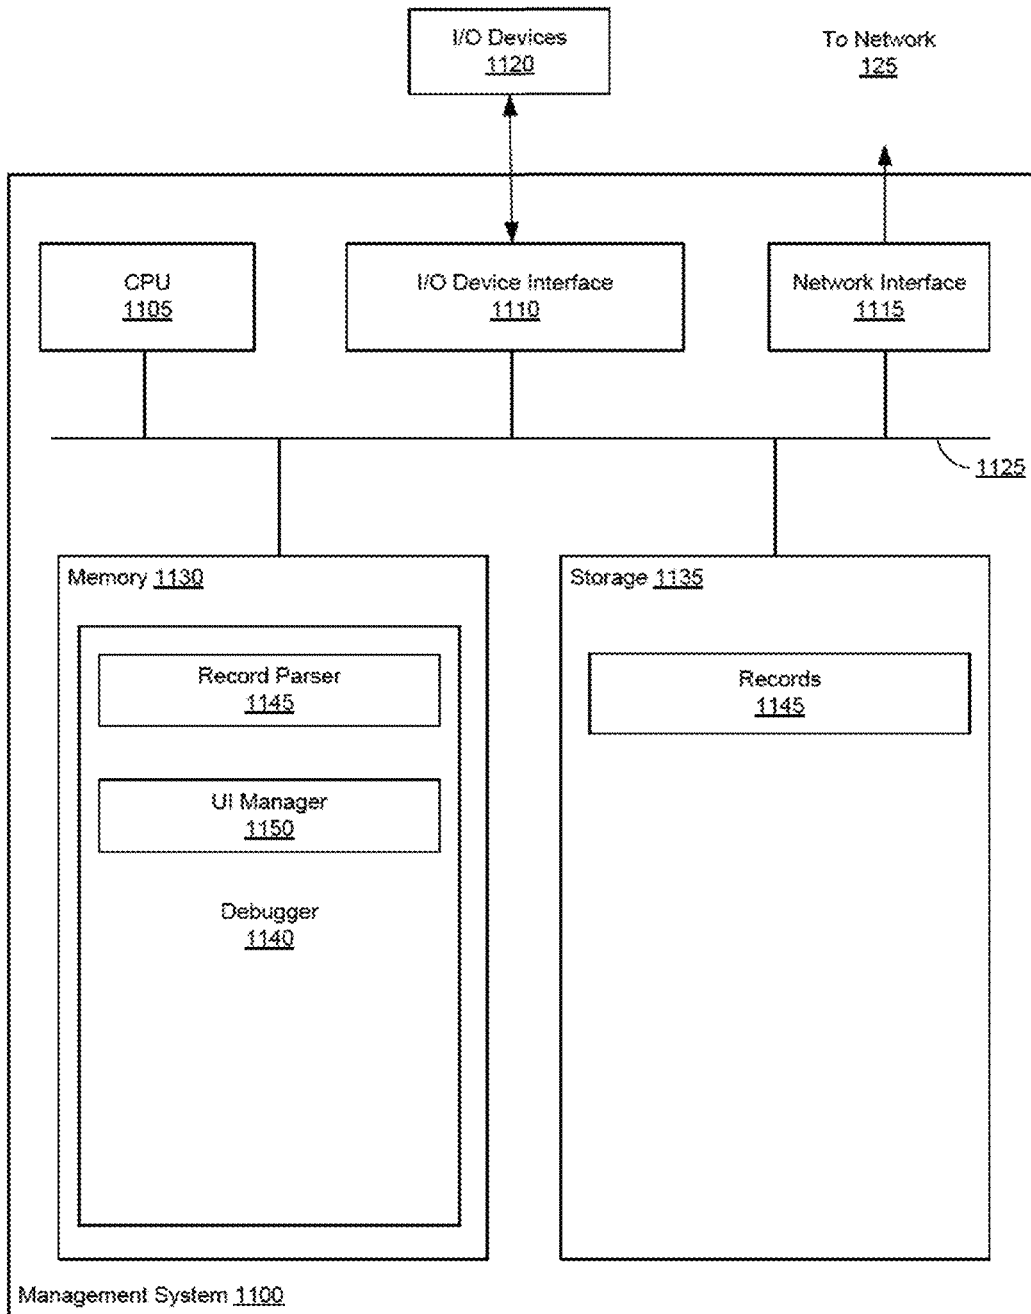 I/O Devices
1120
To Network
125
CPU
1105
I/O Device Interface
1110
Network Interface
1115
1125
Memory 1130
Storage 1135
Record Parser
1145
Records
1145
UI Manager
1150
Debugger
1140
Management System 1100